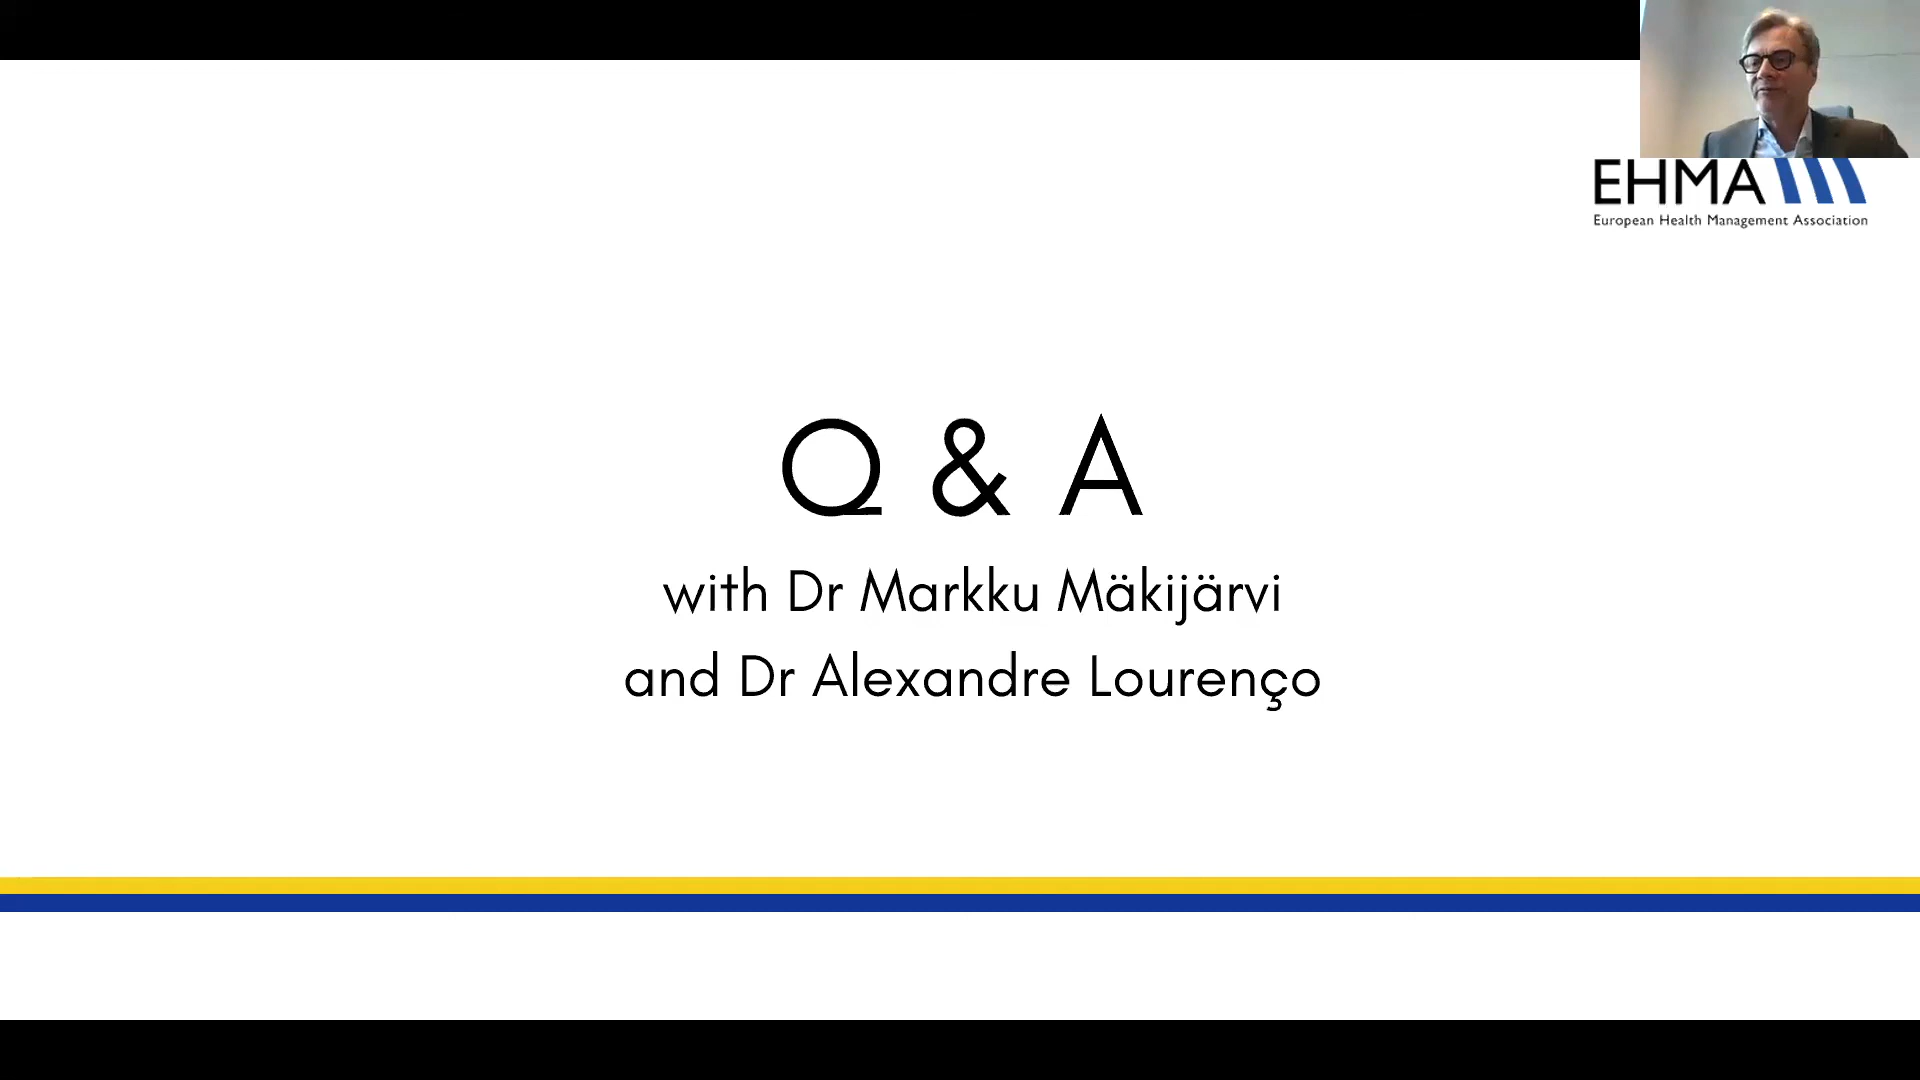 EHMA
European Health Management Association
Q & A
with Dr Markku Mäkijärvi
and Dr Alexandre Lourenço